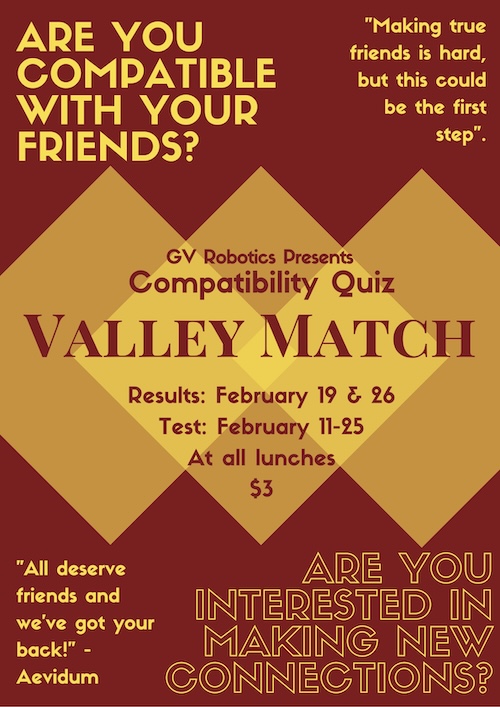 ARE YOU
COMPATIBLE
WITH YOUR
FRIENDS?
"Making true
friends is hard,
but this could
be the first
step".
GV Robotics Presents
Compatibility Quiz
VALLEY MATCH
Results: February 19 & 26
Test: February 11-25
At all lunches
$3
"All deserve
friends and
we've got your
back!" -
Aevidum
ARE YOU
INTERESTED IN
MAKING NEW
CONNECTIONS?